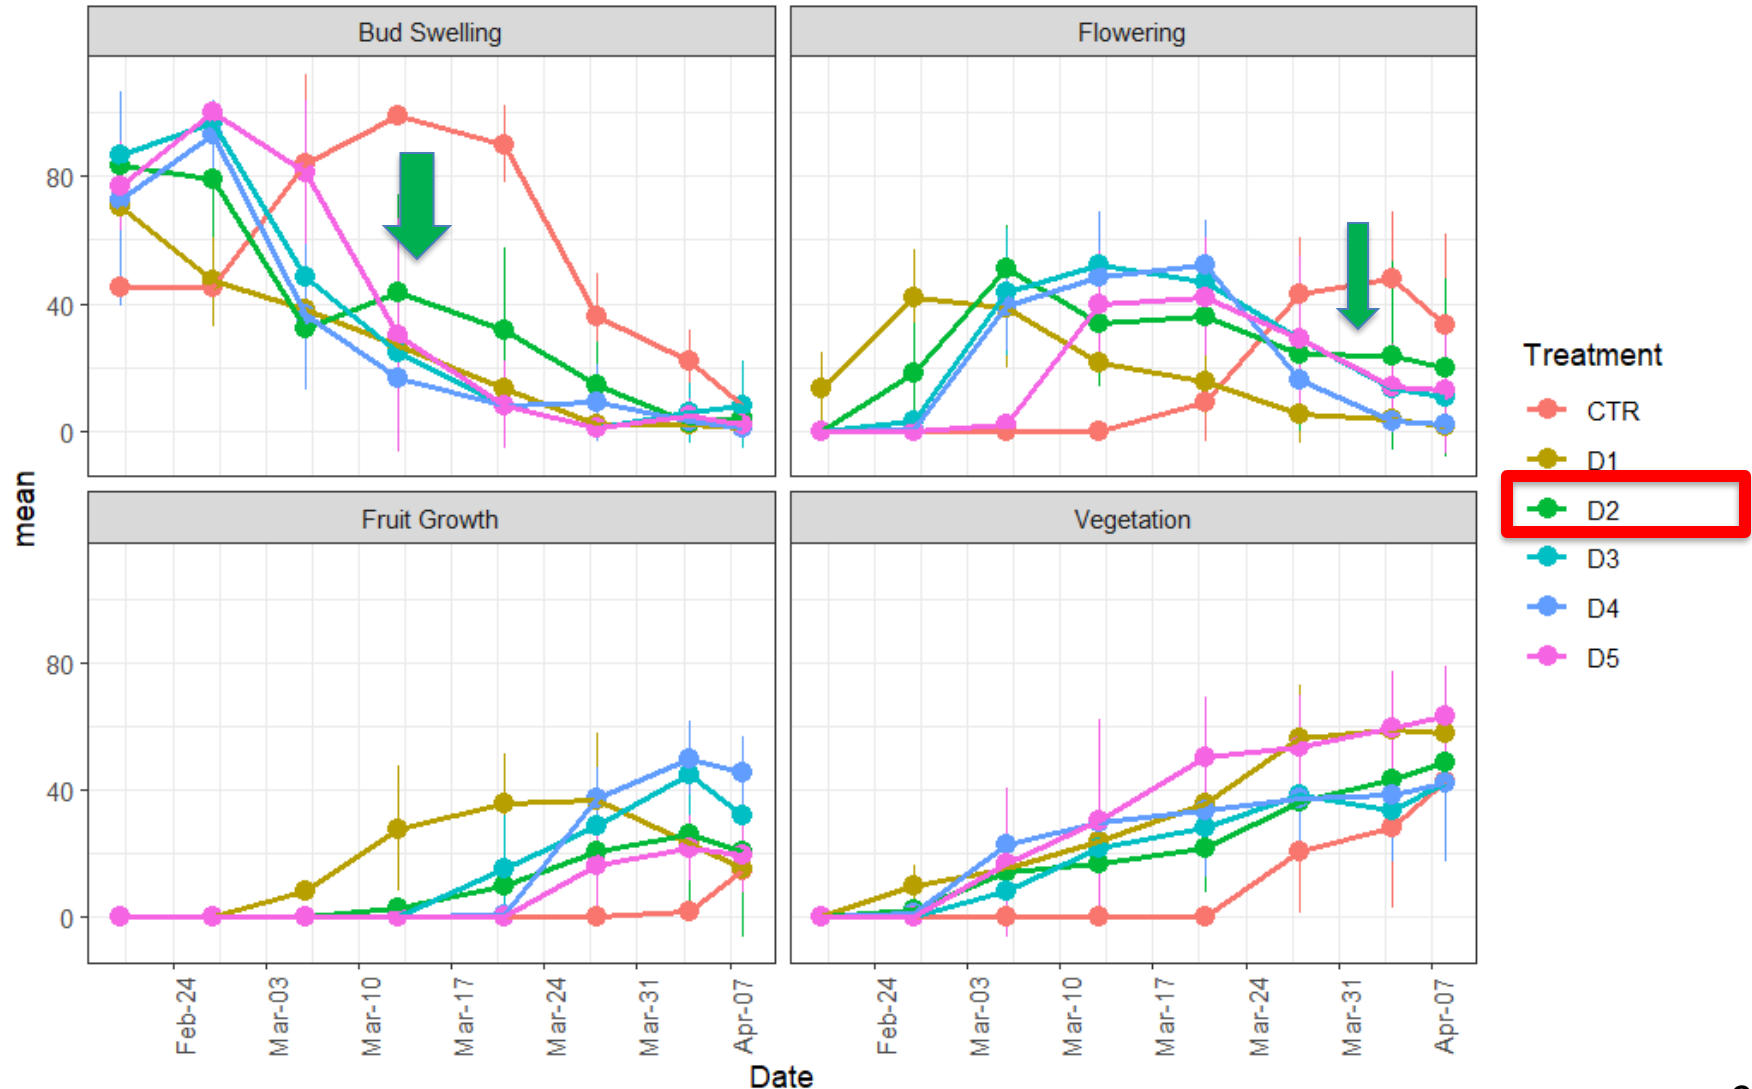 Bud Swelling
Flowering
80
40
0
Fruit Growth
Vegetation
80
40
0
mean
Feb-24
Mar-03
Mar-10
Mar-17
Mar-24
Mar-31
Apr-07
Feb-24
Mar-03
Mar-10
Mar-17
Mar-24
Mar-31
Apr-07
Date
Treatment
CTR
D1
D2
D3
D4
D5